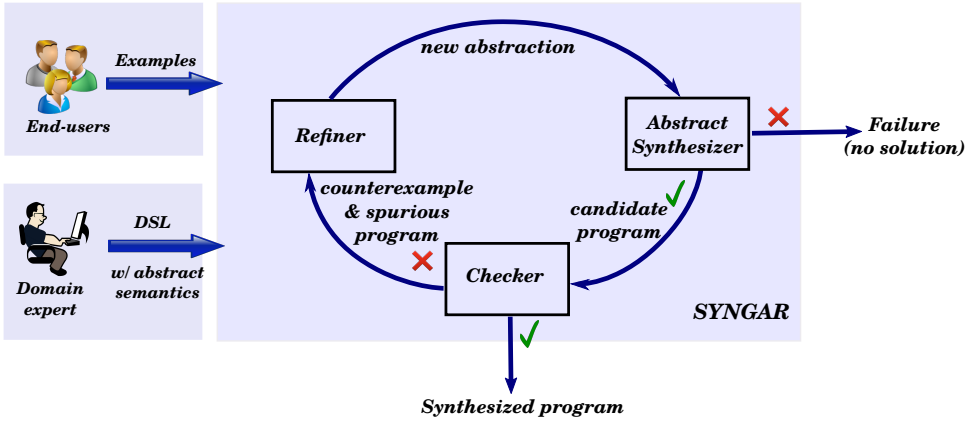 Examples
End-users
DSL
w/ abstract
semantics
Domain
expert
new abstraction
Refiner
Abstract
Synthesizer
Failure
(no solution)
counterexample
& spurious
program
candidate
program
Checker
SYNGAR
Synthesized program